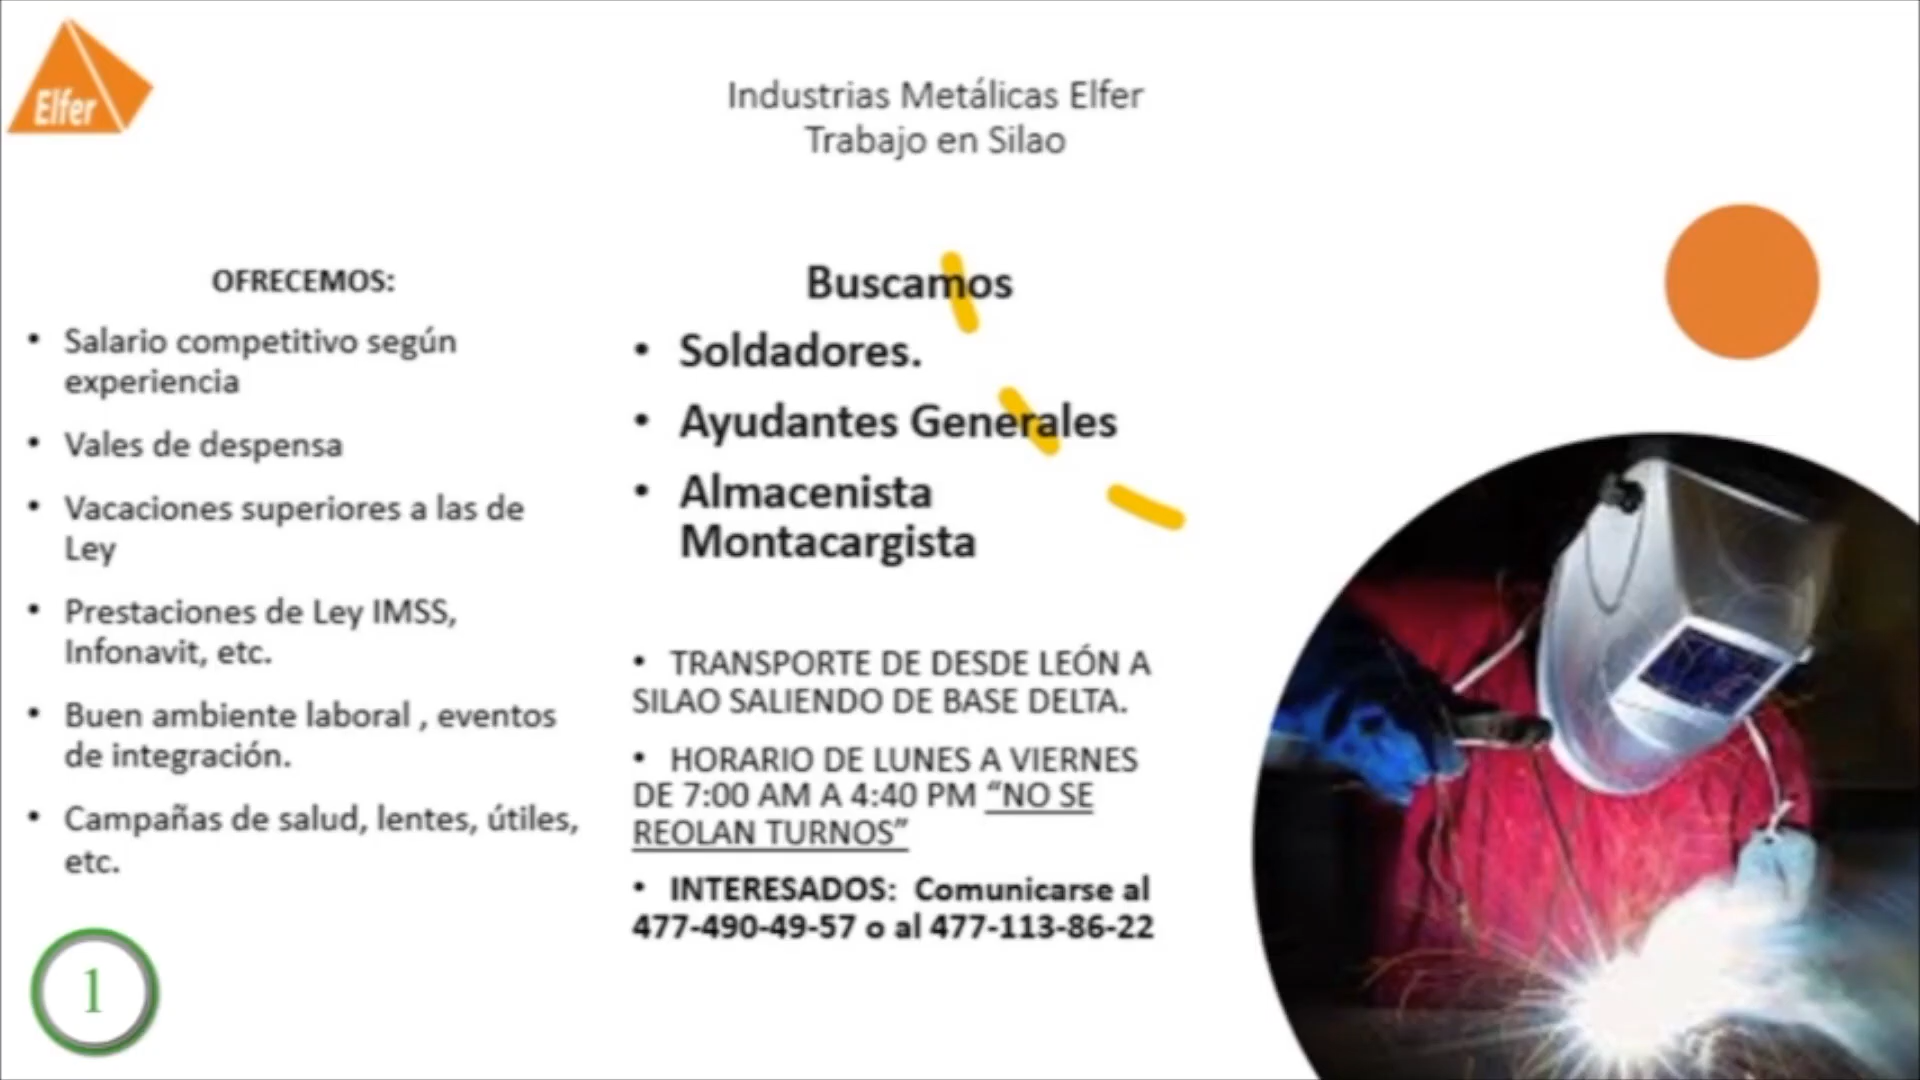 Elfer
Industrias Metálicas Elfer
Trabajo en Silao
OFRECEMOS:
• Salario competitivo según
experiencia
• Vales de despensa
• Vacaciones superiores a las de
Ley
• Prestaciones de Ley IMSS,
Infonavit, etc.
• Buen ambiente laboral , eventos
de integración.
• Campañas de salud, lentes, útiles,
etc.
Buscamos
• Soldadores.
• Ayudantes Generales
• Almacenista
Montacargista
• TRANSPORTE DE DESDE LEÓN A
SILAO SALIENDO DE BASE DELTA.
• HORARIO DE LUNES A VIERNES
DE 7:00 AM A 4:40 PM “NO SE
REOLAN TURNOS”
• INTERESADOS: Comunicarse al
477-490-49-57 o al 477-113-86-22
1